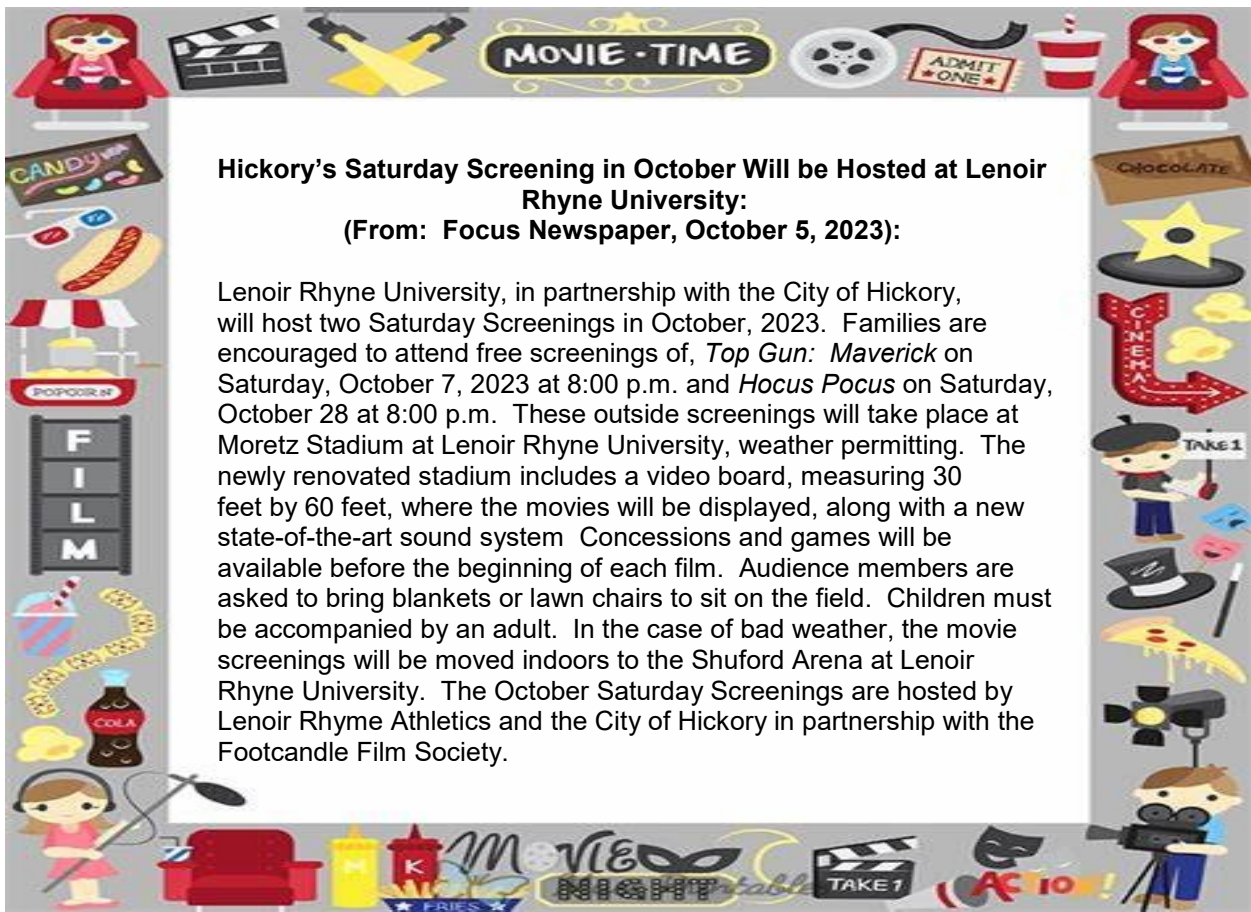 MOVIE • TIME
ADMIT
ONE
CANDY
CHOCOLATE
Hickory’s Saturday Screening in October Will be Hosted at Lenoir
Rhyne University:
(From:  Focus Newspaper, October 5, 2023):
Lenoir Rhyne University, in partnership with the City of Hickory,
will host two Saturday Screenings in October, 2023.  Families are
encouraged to attend free screenings of, Top Gun:  Maverick on
Saturday, October 7, 2023 at 8:00 p.m. and Hocus Pocus on Saturday,
October 28 at 8:00 p.m.  These outside screenings will take place at
Moretz Stadium at Lenoir Rhyne University, weather permitting.  The
newly renovated stadium includes a video board, measuring 30
feet by 60 feet, where the movies will be displayed, along with a new
state-of-the-art sound system  Concessions and games will be
available before the beginning of each film.  Audience members are
asked to bring blankets or lawn chairs to sit on the field.  Children must
be accompanied by an adult.  In the case of bad weather, the movie
screenings will be moved indoors to the Shuford Arena at Lenoir
Rhyne University.  The October Saturday Screenings are hosted by
Lenoir Rhyme Athletics and the City of Hickory in partnership with the
Footcandle Film Society.
POPCORN
CINEMA
FILM
TAKE 1
COLA
M
K
FRIES
MOVIE
NIGHT
TAKE 1
ACTION!